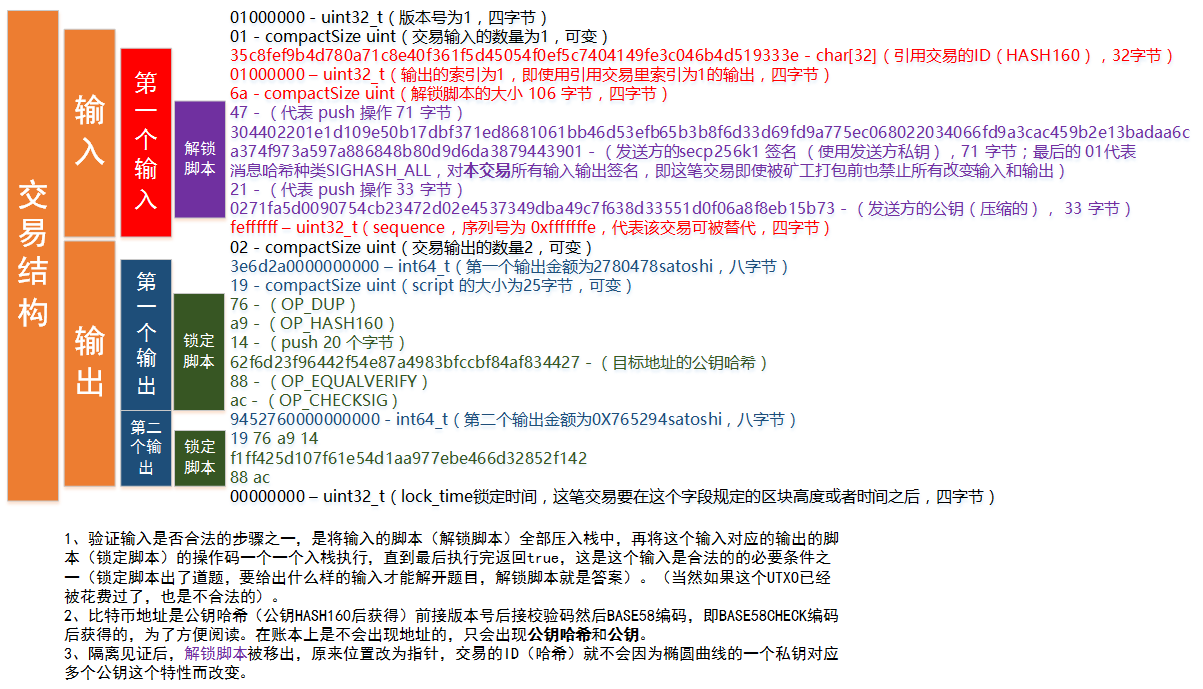 交易结构
输入
输出
第一个输入
解锁脚本
第一个输出
锁定脚本
第二个输出
锁定脚本
01000000 - uint32_t（版本号为1，四字节）
01 - compactSize uint（交易输入的数量为1，可变）
35c8fef9b4d780a71c8e40f361f5d45054f0ef5c7404149fe3c046b4d519333e - char[32]（引用交易的ID（HASH160），32字节）
01000000 – uint32_t（输出的索引为1，即使用引用交易里索引为1的输出，四字节）
6a - compactSize uint（解锁脚本的大小 106 字节，四字节）
47 - （代表 push 操作 71 字节）
304402201e1d109e50b17dbf371ed8681061bb46d53efb65b3b8f6d33d69fd9a775ec068022034066fd9a3cac459b2e13badaa6c
a374f973a597a886848b80d9d6da3879443901 - （发送方的secp256k1 签名 （使用发送方私钥），71 字节；最后的 01代表
消息哈希种类SIGHASH_ALL，对本交易所有输入输出签名，即这笔交易即使被矿工打包前也禁止所有改变输入和输出）
21 - （代表 push 操作 33 字节）
0271fa5d0090754cb23472d02e4537349dba49c7f638d33551d0f06a8f8eb15b73 - （发送方的公钥（压缩的）， 33 字节）
feffffff – uint32_t（sequence，序列号为 0xfffffffe，代表该交易可被替代，四字节）
02 - compactSize uint（交易输出的数量2，可变）
3e6d2a0000000000 – int64_t（第一个输出金额为2780478satoshi，八字节）
19 - compactSize uint（script 的大小为25字节，可变）
76 - （OP_DUP）
a9 - （OP_HASH160）
14 - （push 20 个字节）
62f6d23f96442f54e87a4983bfccbf84af834427 - （目标地址的公钥哈希）
88 - （OP_EQUALVERIFY）
ac - （OP_CHECKSIG）
9452760000000000 - int64_t（第二个输出金额为0X765294satoshi，八字节）
19 76 a9 14
f1ff425d107f61e54d1aa977ebe466d32852f142
88 ac
00000000 – uint32_t（lock_time锁定时间，这笔交易要在这个字段规定的区块高度或者时间之后，四字节）
1、验证输入是否合法的步骤之一，是将输入的脚本（解锁脚本）全部压入栈中，再将这个输入对应的输出的脚
本（锁定脚本）的操作码一个一个入栈执行，直到最后执行完返回true，这是这个输入是合法的的必要条件之
一（锁定脚本出了道题，要给出什么样的输入才能解开题目，解锁脚本就是答案）。（当然如果这个UTXO已经
被花费过了，也是不合法的）。
2、比特币地址是公钥哈希（公钥HASH160后获得）前接版本号后接校验码然后BASE58编码，即BASE58CHECK编码
后获得的，为了方便阅读。在账本上是不会出现地址的，只会出现公钥哈希和公钥。
3、隔离见证后，解锁脚本被移出，原来位置改为指针，交易的ID（哈希）就不会因为椭圆曲线的一个私钥对应
多个公钥这个特性而改变。